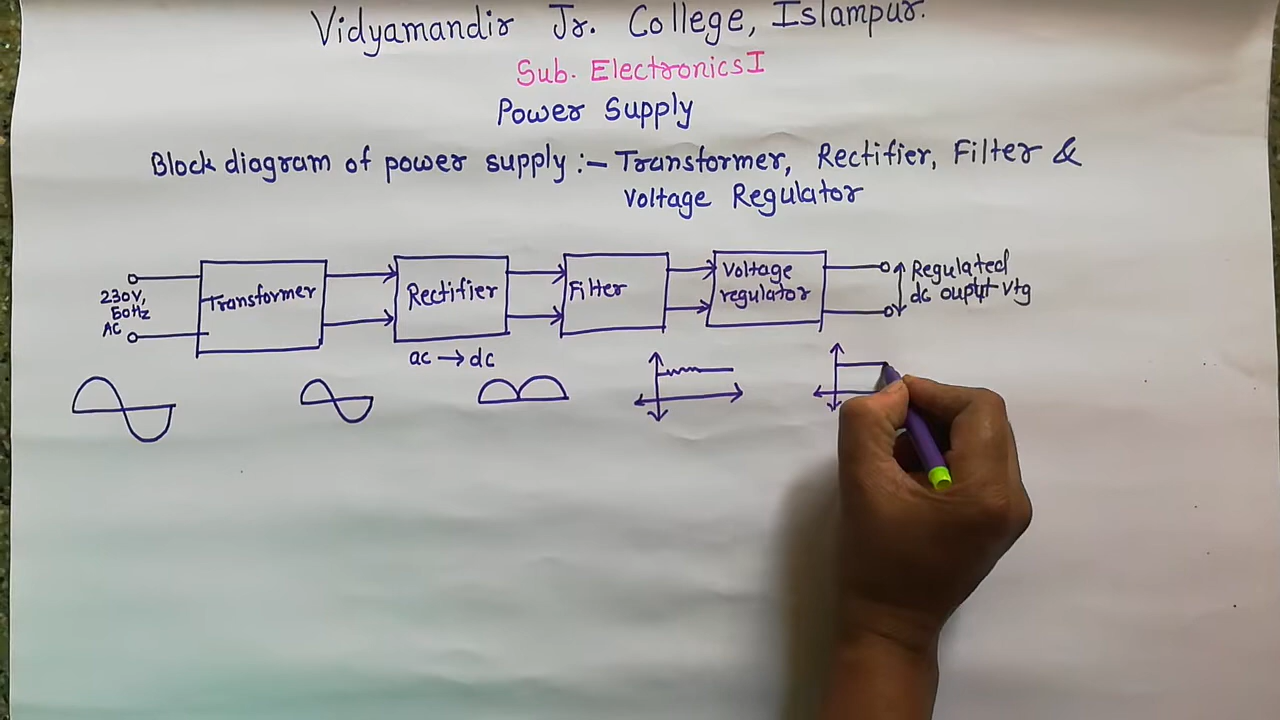 Vidyamandir Jr. College, Islampur.
Sub. Electronics I
Power Supply
Block diagram of power supply :- Transformer, Rectifier, Filter &
Voltage Regulator
230V,
50Hz
AC
Transformer
Rectifier
ac → dc
Filter
Voltage
regulator
Regulated
dc ouput vtg